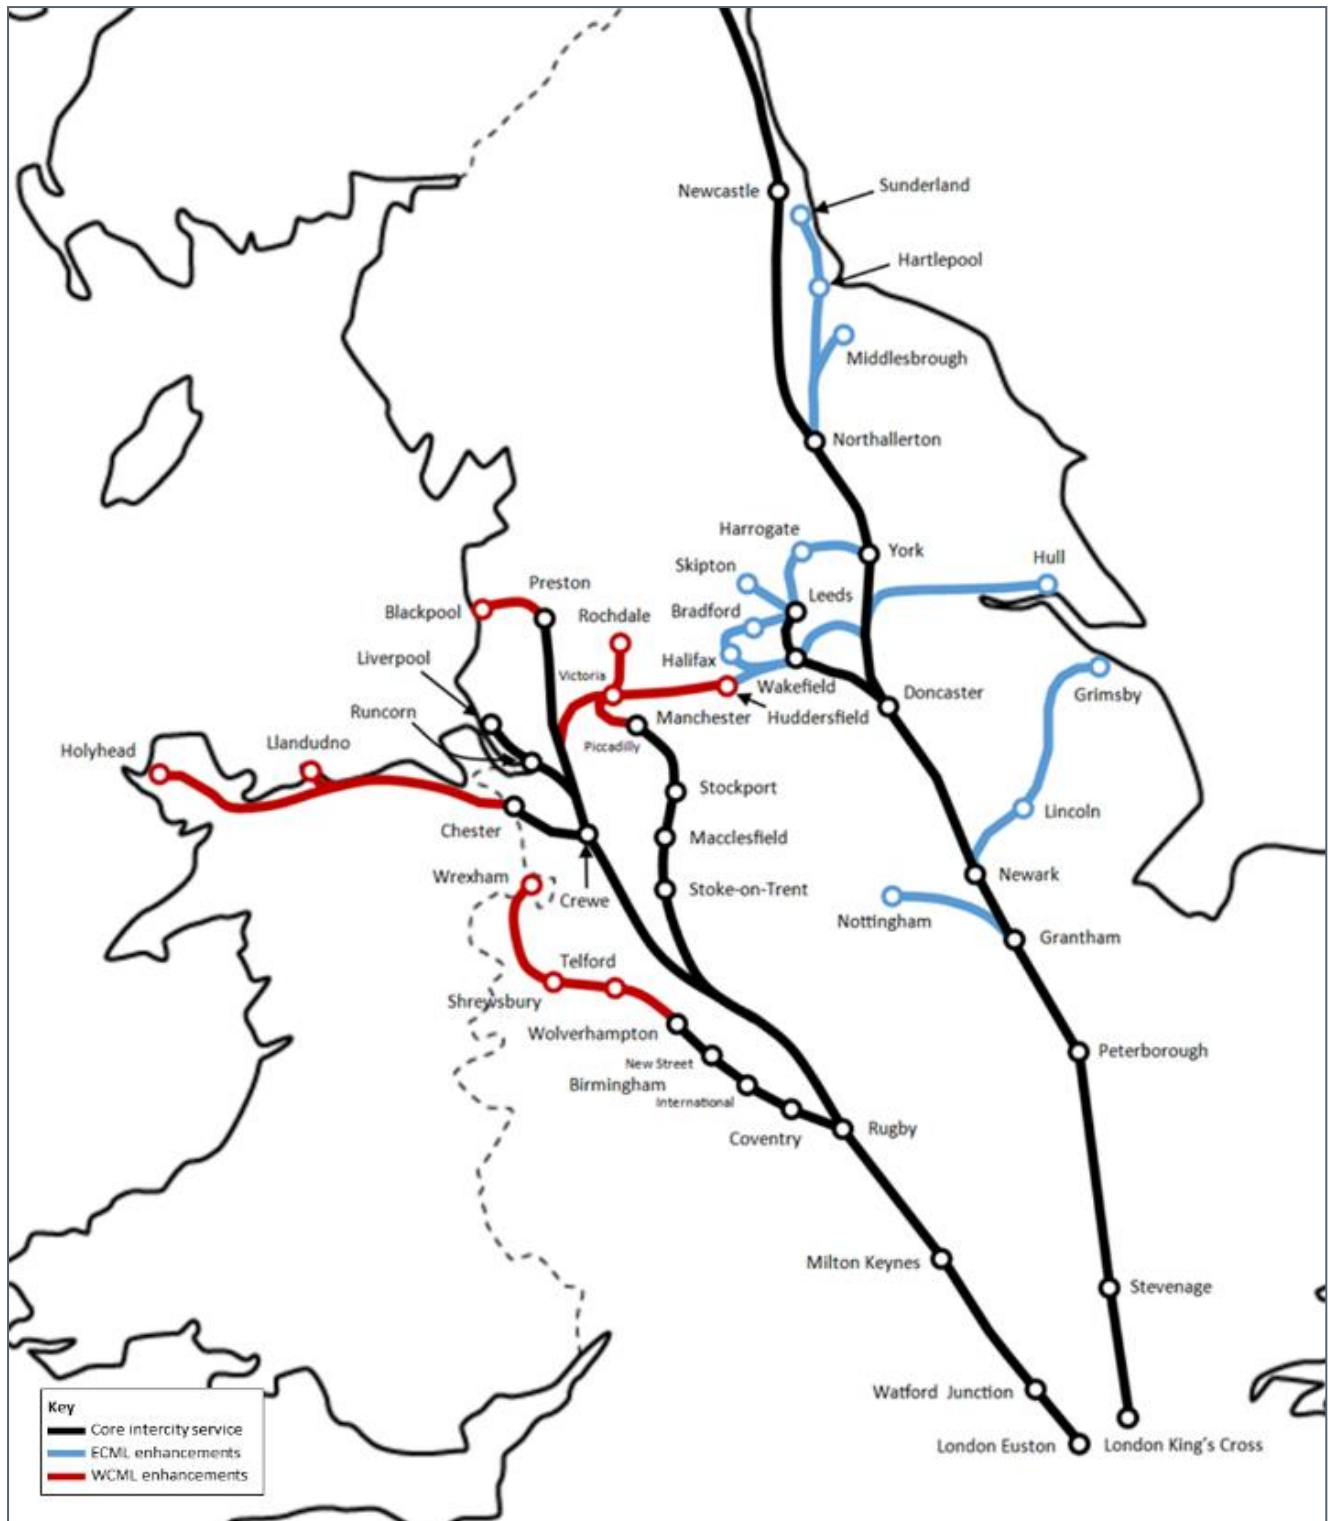 Newcastle
Sunderland
Hartlepool
Middlesbrough
Northallerton
Harrogate
York
Skipton
Hull
Preston
Leeds
Blackpool
Rochdale
Bradford
Liverpool
Halifax
Victoria
Wakefield
Grimsby
Doncaster
Runcorn
Manchester
Huddersfield
Llandudno
Holyhead
Piccadilly
Stockport
Lincoln
Chester
Macclesfield
Wrexham
Newark
Stoke-on-Trent
Crewe
Nottingham
Grantham
Telford
Shrewsbury
Wolverhampton
Peterborough
New Street
Birmingham
International
Coventry
Rugby
Milton Keynes
Stevenage
Watford Junction
London Euston
London King's Cross
Key
Core intercity service
ECML enhancements
WCML enhancements